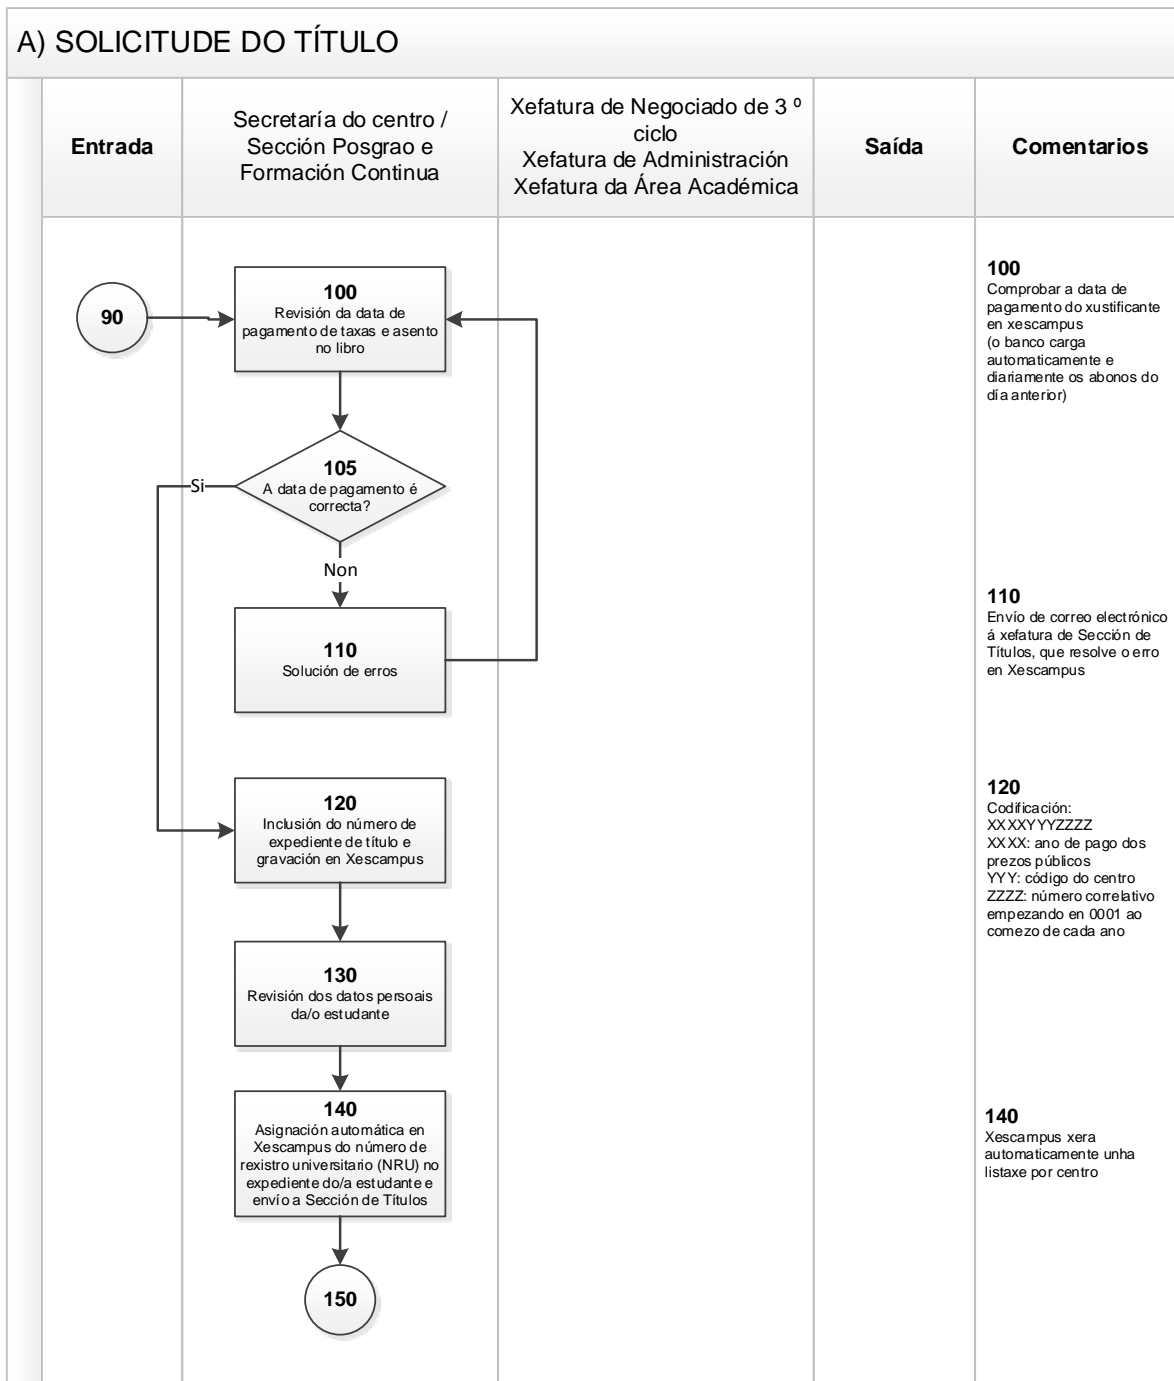 A) SOLICITUDE DO TÍTULO
Entrada
Secretaría do centro /
Sección Posgrao e
Formación Continua
Xefatura de Negociado de 3 º
ciclo
Xefatura de Administración
Xefatura da Área Académica
Saída
Comentarios
90
100
Revisión da data de
pagamento de taxas e asento
no libro
100
Comprobar a data de
pagamento do xustificante
en xescampus
(o banco carga
automaticamente e
diariamente os abonos do
día anterior)
105
A data de pagamento é
correcta?
Si
Non
110
Solución de erros
110
Envío de correo electrónico
á xefatura de Sección de
Títulos, que resolve o erro
en Xescampus
120
Inclusión do número de
expediente de título e
gravación en Xescampus
120
Codificación:
XXXXYYYZZZZ
XXXX: ano de pago dos
prezos públicos
YYY: código do centro
ZZZZ: número correlativo
empezando en 0001 ao
comezo de cada ano
130
Revisión dos datos persoais
da/o estudante
140
Asignación automática en
Xescampus do número de
rexistro universitario (NRU) no
expediente do/a estudante e
envío a Sección de Títulos
140
Xescampus xera
automaticamente unha
listaxe por centro
150